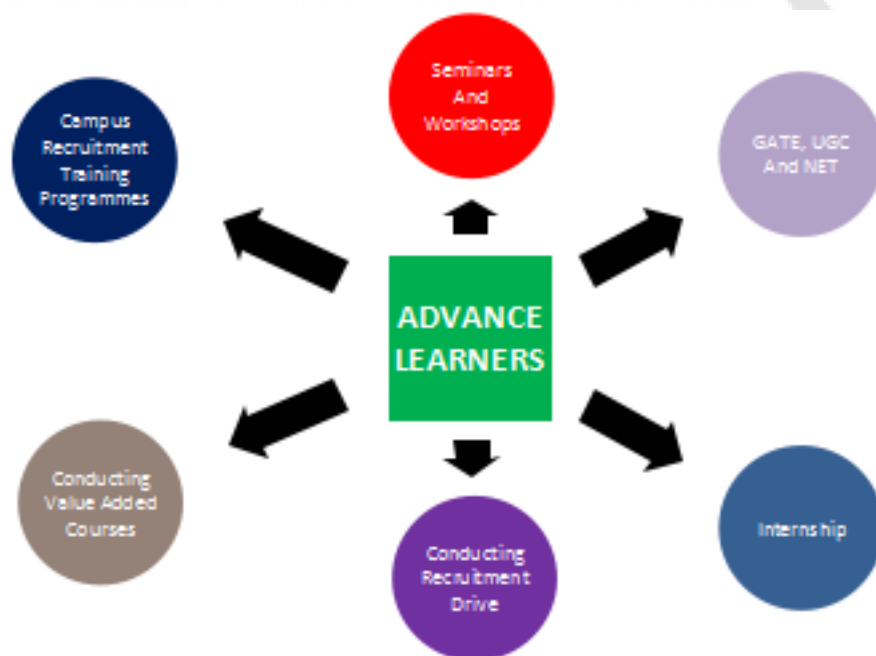 Seminars
And
Workshops
Campus
Recruitment
Training
Programmes
GATE, UGC
And NET
ADVANCE
LEARNERS
Conducting
Value Added
Courses
Internship
Conducting
Recruitment
Drive